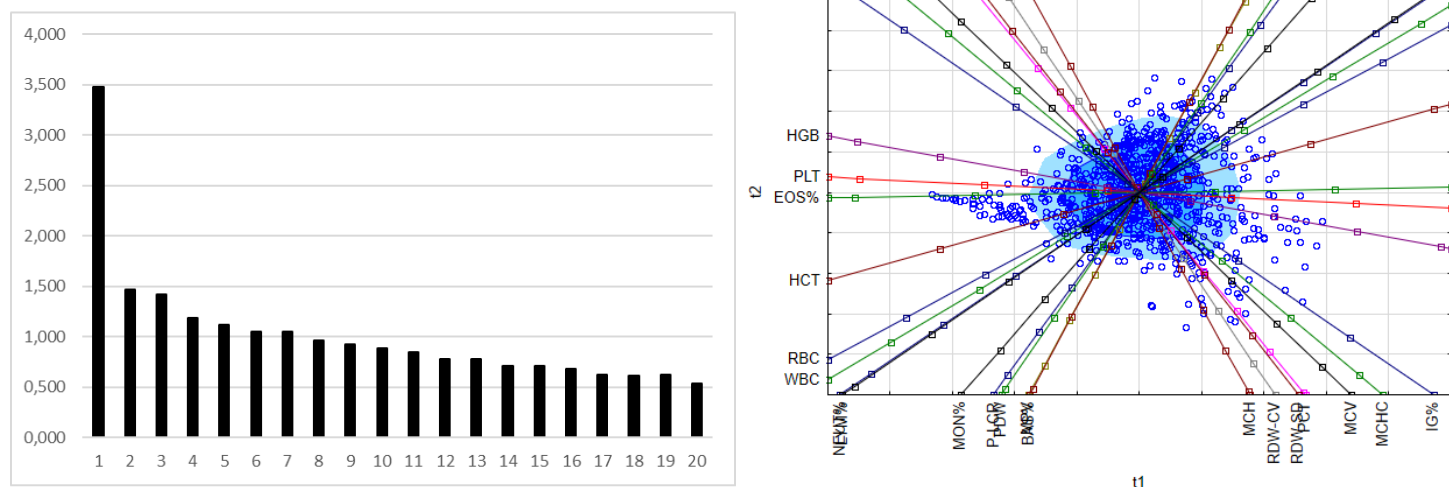 4,000
3,500
3,000
2,500
2,000
1,500
1,000
0,500
0,000
1 2 3 4 5 6 7 8 9 10 11 12 13 14 15 16 17 18 19 20
t2
HGB
PLT
EOS%
HCT
RBC
WBC
MON%
PDW
BAS%
MCH
RDW-CV
RDW-SD
PCT
MCV
MCHC
IG%
t1